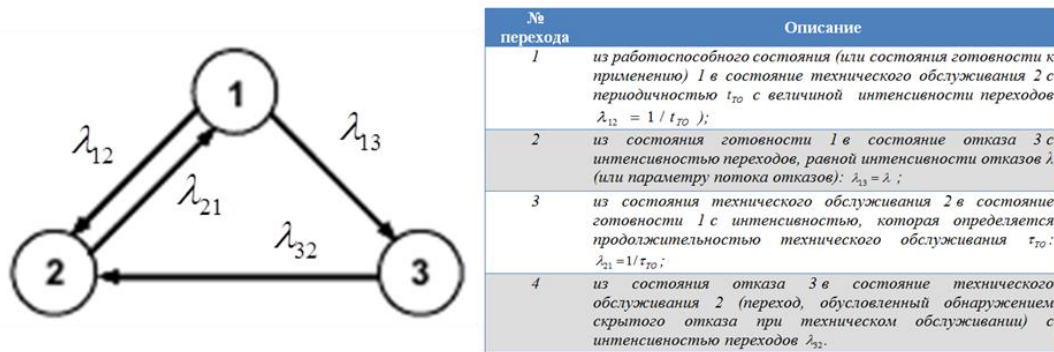 1
λ12
λ21
λ13
λ32
2
3
№
перехода
Описание
1
из работоспособного состояния (или состояния готовности к
применению) 1 в состояние технического обслуживания 2 с
периодичностью tТО с величиной интенсивности переходов
λ12 = 1 / tТО );
2
из состояния готовности 1 в состояние отказа 3 с
интенсивностью переходов, равной интенсивности отказов λ
(или параметру потока отказов): λ13 = λ ;
3
из состояния технического обслуживания 2 в состояние
готовности 1 с интенсивностью, которая определяется
продолжительностью технического обслуживания τТО:
λ21 =1/τТО ;
4
из состояния отказа 3 в состояние технического
обслуживания 2 (переход, обусловленный обнаружением
скрытого отказа при техническом обслуживании) с
интенсивностью переходов λ32.